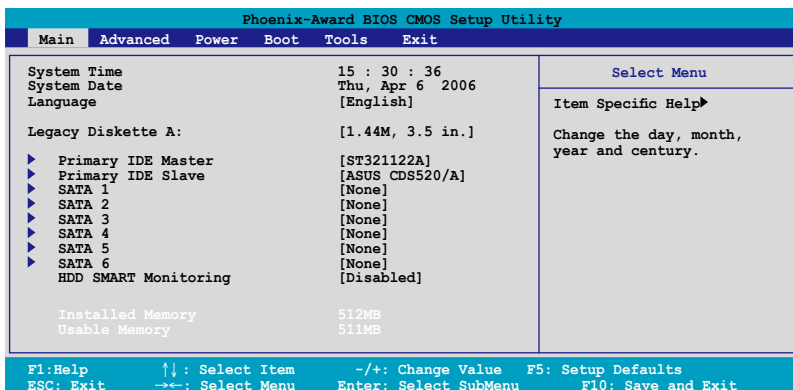 Phoenix-Award BIOS CMOS Setup Utility
Main Advanced Power Boot Tools Exit
System Time 15 : 30 : 36
System Date Thu, Apr 6 2006
Language [English]
Legacy Diskette A: [1.44M, 3.5 in.]
Primary IDE Master [ST321122A]
Primary IDE Slave [ASUS CDS520/A]
SATA 1 [None]
SATA 2 [None]
SATA 3 [None]
SATA 4 [None]
SATA 5 [None]
SATA 6 [None]
HDD SMART Monitoring [Disabled]
Installed Memory 512MB
Usable Memory 511MB
Select Menu
Item Specific Help
Change the day, month,
year and century.
F1:Help ↑↓: Select Item -/+: Change Value F5: Setup Defaults
ESC: Exit →←: Select Menu Enter: Select SubMenu F10: Save and Exit